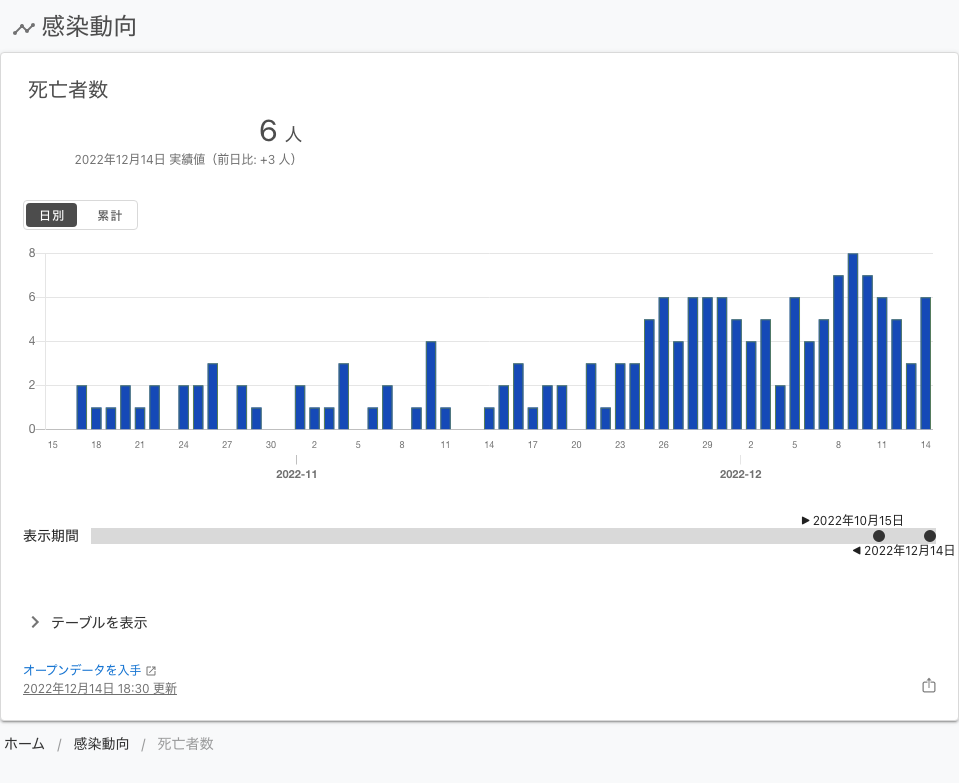 感染動向
死亡者数
6 人
2022年12月14日 実績値（前日比: +3 人）
日別 累計
8
6
4
2
0
15 18 21 24 27 30 2 5 8 11 14 17 20 23 26 29 2 5 8 11 14
2022-11 2022-12
▶ 2022年10月15日
表示期間
◀ 2022年12月14日
テーブルを表示
オープンデータを入手
2022年12月14日 18:30 更新
ホーム / 感染動向 / 死亡者数